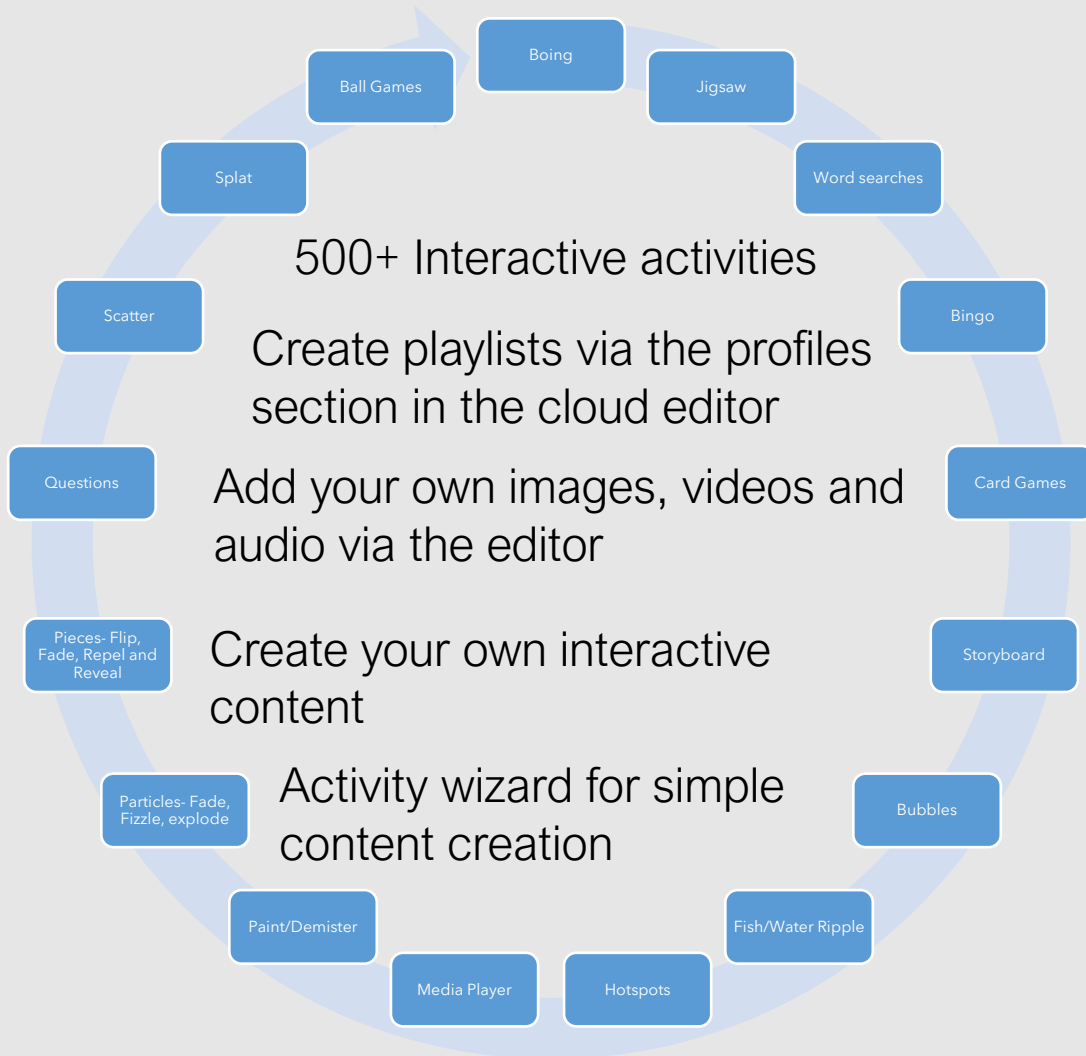 Boing
Jigsaw
Word searches
Bingo
Card Games
Storyboard
Bubbles
Fish/Water Ripple
Hotspots
Media Player
Paint/Demister
Particles- Fade,
Fizzle, explode
Pieces- Flip,
Fade, Repel and
Reveal
Questions
Scatter
Splat
Ball Games
500+ Interactive activities
Create playlists via the profiles
section in the cloud editor
Add your own images, videos and
audio via the editor
Create your own interactive
content
Activity wizard for simple
content creation